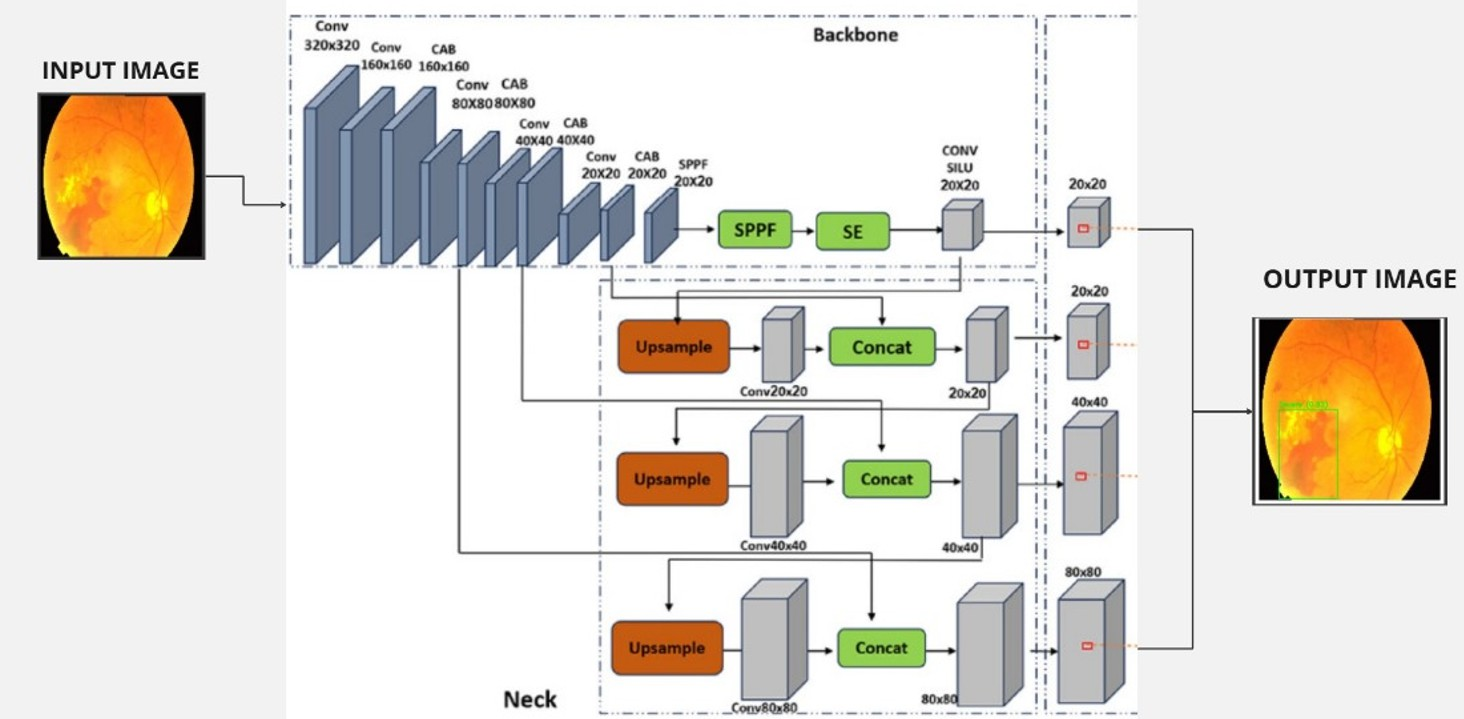 INPUT IMAGE
Conv
320x320
Conv
160x160
CAB
160x160
Conv
80X80
CAB
80X80
Conv
40X40
CAB
40X40
Conv
20X20
CAB
20X20
SPPF
20X20
Backbone
SPPF
SE
CONV
SILU
20X20
20x20
Upsample
Conv20x20
Concat
20x20
20x20
Upsample
Conv40x40
Concat
40x40
40x40
Upsample
Conv80x80
Concat
80x80
80x80
Neck
OUTPUT IMAGE